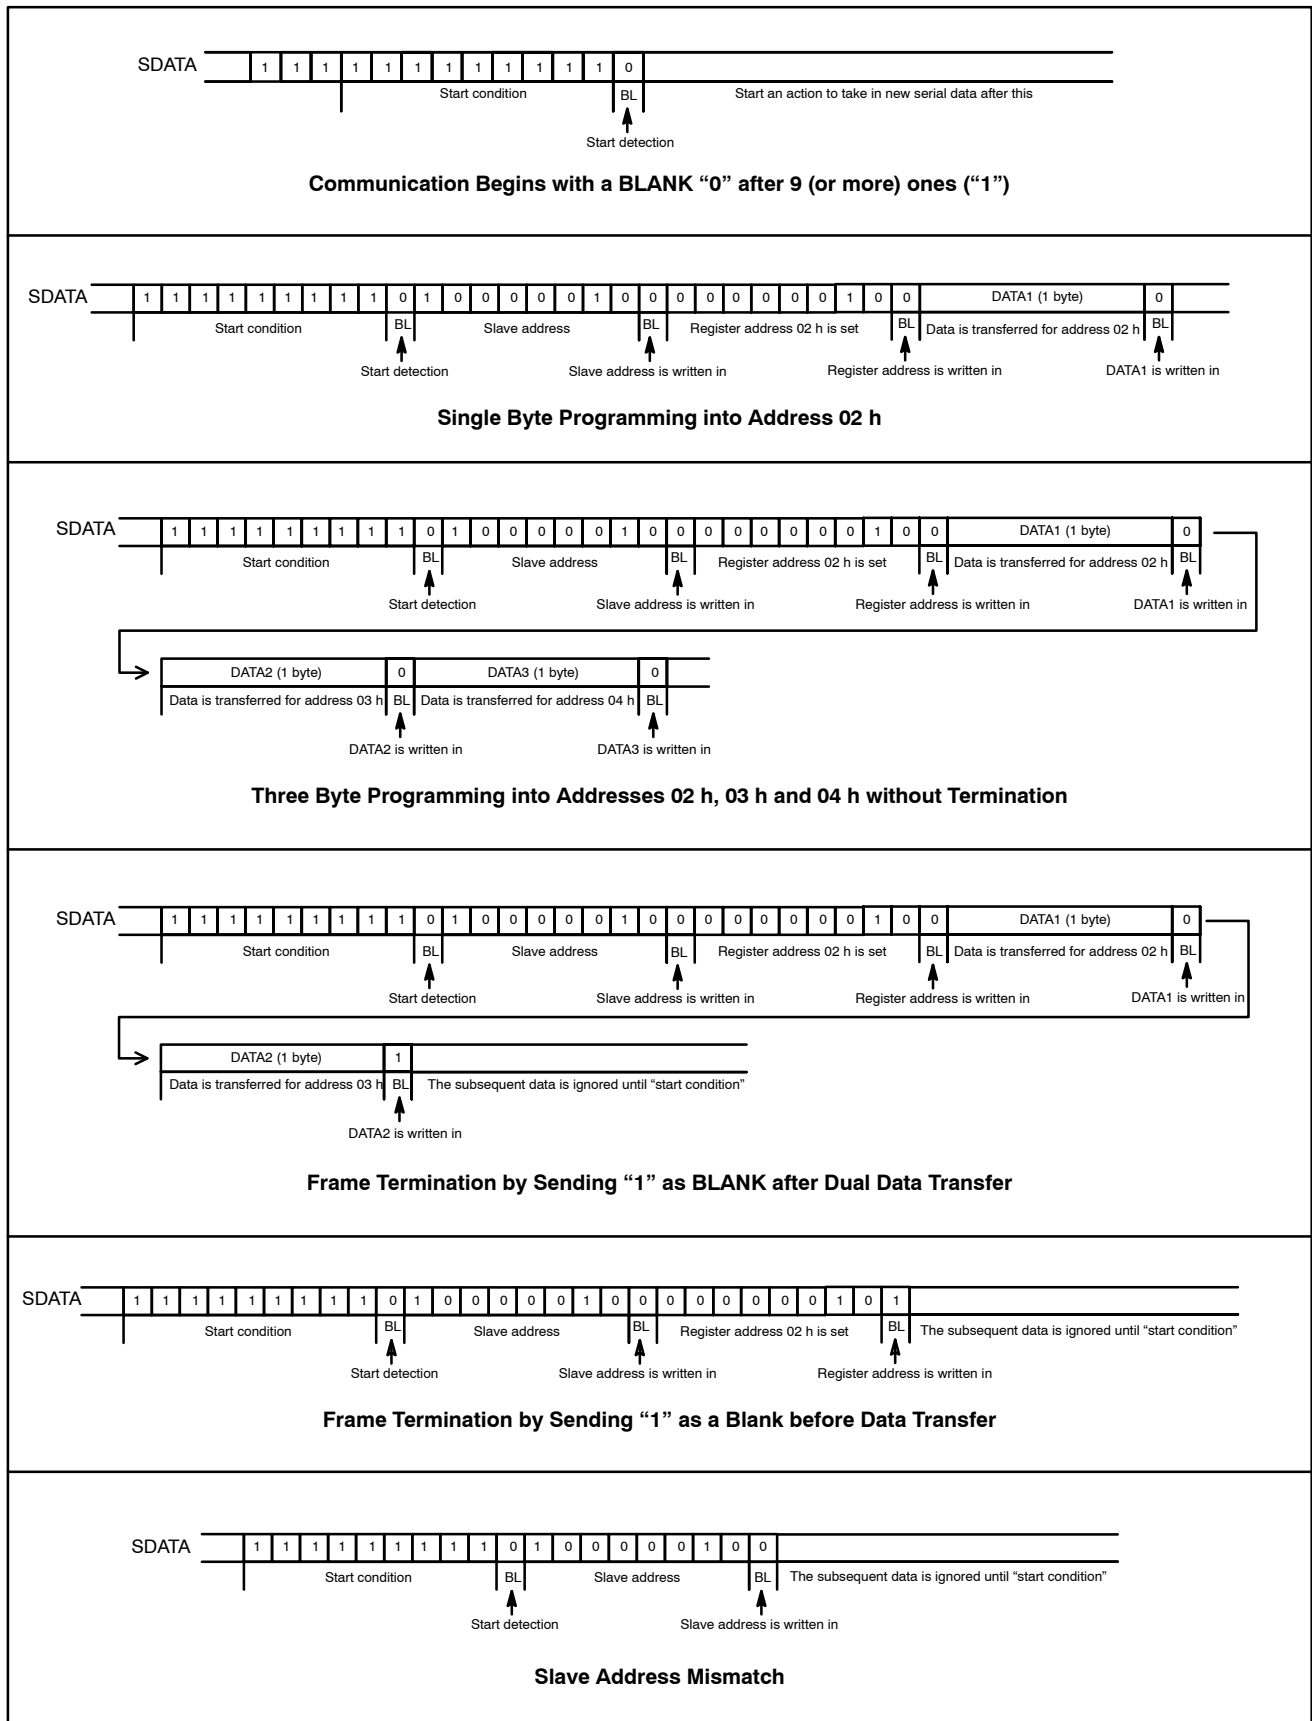 SDATA 1 1 1 1 1 1 1 1 1 1 1 1 0
Start condition BL Start an action to take in new serial data after this
Start detection
Communication Begins with a BLANK “0” after 9 (or more) ones (“1”)
SDATA 1 1 1 1 1 1 1 1 1 0 1 0 0 0 0 0 1 0 0 0 0 0 0 0 0 1 0 0 DATA1 (1 byte) 0
Start condition BL Slave address BL Register address 02 h is set BL Data is transferred for address 02 h BL
Start detection Slave address is written in Register address is written in DATA1 is written in
Single Byte Programming into Address 02 h
SDATA 1 1 1 1 1 1 1 1 1 0 1 0 0 0 0 0 1 0 0 0 0 0 0 0 0 1 0 0 DATA1 (1 byte) 0
Start condition BL Slave address BL Register address 02 h is set BL Data is transferred for address 02 h BL
Start detection Slave address is written in Register address is written in DATA1 is written in
DATA2 (1 byte) 0 DATA3 (1 byte) 0
Data is transferred for address 03 h BL Data is transferred for address 04 h BL
DATA2 is written in DATA3 is written in
Three Byte Programming into Addresses 02 h, 03 h and 04 h without Termination
SDATA 1 1 1 1 1 1 1 1 1 0 1 0 0 0 0 0 1 0 0 0 0 0 0 0 0 1 0 0 DATA1 (1 byte) 0
Start condition BL Slave address BL Register address 02 h is set BL Data is transferred for address 02 h BL
Start detection Slave address is written in Register address is written in DATA1 is written in
DATA2 (1 byte) 1
Data is transferred for address 03 h BL The subsequent data is ignored until “start condition”
DATA2 is written in
Frame Termination by Sending “1” as BLANK after Dual Data Transfer
SDATA 1 1 1 1 1 1 1 1 1 0 1 0 0 0 0 0 1 0 0 0 0 0 0 0 0 1 0 1
Start condition BL Slave address BL Register address 02 h is set BL The subsequent data is ignored until “start condition”
Start detection Slave address is written in Register address is written in
Frame Termination by Sending “1” as a Blank before Data Transfer
SDATA 1 1 1 1 1 1 1 1 1 0 1 0 0 0 0 0 1 0 0
Start condition BL Slave address BL The subsequent data is ignored until “start condition”
Start detection Slave address is written in
Slave Address Mismatch